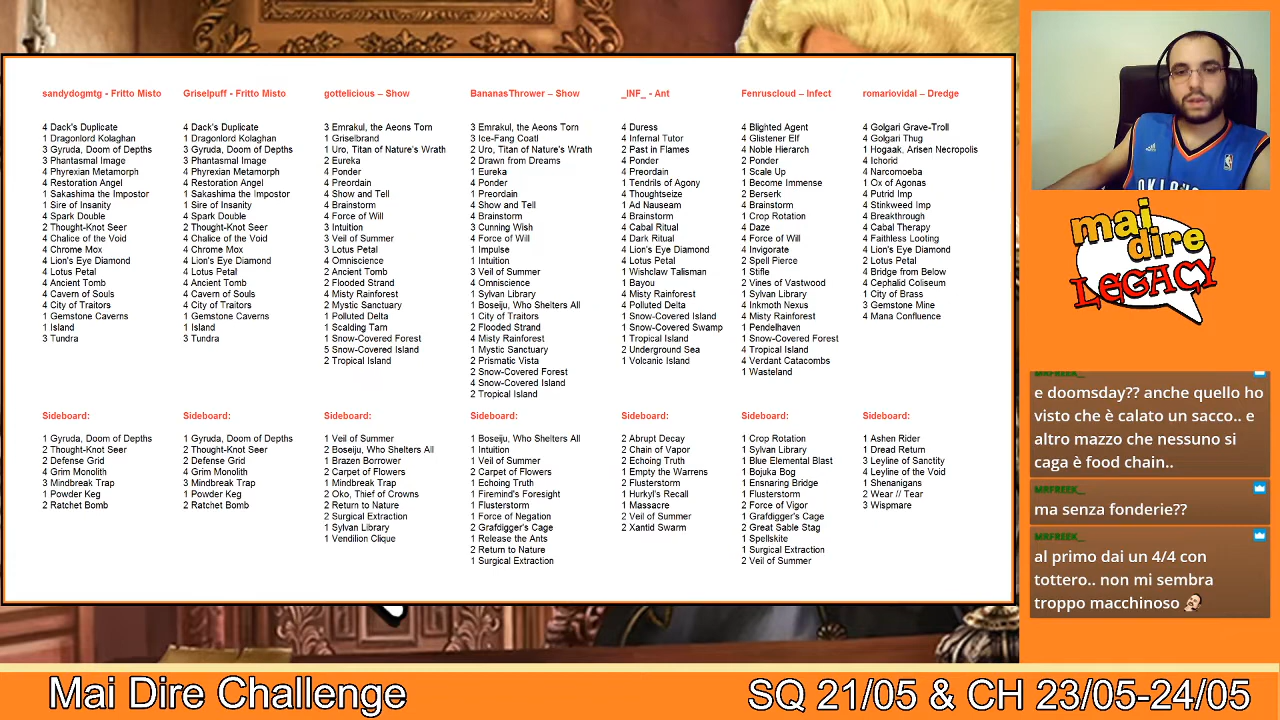 sandydogmtg - Fritto Misto
4 Dack's Duplicate
1 Dragonlord Kolaghan
3 Gyruda, Doom of Depths
3 Phantasmal Image
4 Phyrexian Metamorph
4 Restoration Angel
1 Sakashima the Impostor
1 Sire of Insanity
4 Spark Double
2 Thought-Knot Seer
4 Chalice of the Void
4 Chrome Mox
4 Lion's Eye Diamond
4 Lotus Petal
4 Ancient Tomb
4 Cavern of Souls
4 City of Traitors
1 Gemstone Caverns
1 Island
3 Tundra
Sideboard:
1 Gyruda, Doom of Depths
2 Thought-Knot Seer
2 Defense Grid
4 Grim Monolith
3 Mindbreak Trap
1 Powder Keg
2 Ratchet Bomb
Griselpuff - Fritto Misto
4 Dack's Duplicate
1 Dragonlord Kolaghan
3 Gyruda, Doom of Depths
3 Phantasmal Image
4 Phyrexian Metamorph
4 Restoration Angel
1 Sakashima the Impostor
1 Sire of Insanity
4 Spark Double
2 Thought-Knot Seer
4 Chalice of the Void
4 Chrome Mox
4 Lion's Eye Diamond
4 Lotus Petal
4 Ancient Tomb
4 Cavern of Souls
4 City of Traitors
1 Gemstone Caverns
1 Island
3 Tundra
Sideboard:
1 Gyruda, Doom of Depths
2 Thought-Knot Seer
2 Defense Grid
4 Grim Monolith
3 Mindbreak Trap
1 Powder Keg
2 Ratchet Bomb
gottelicious – Show
3 Emrakul, the Aeons Torn
1 Griselbrand
1 Uro, Titan of Nature's Wrath
2 Eureka
4 Ponder
4 Preordain
4 Show and Tell
4 Brainstorm
4 Force of Will
3 Intuition
3 Veil of Summer
3 Lotus Petal
4 Omniscience
2 Ancient Tomb
2 Flooded Strand
4 Misty Rainforest
2 Mystic Sanctuary
1 Polluted Delta
1 Scalding Tarn
1 Snow-Covered Forest
5 Snow-Covered Island
2 Tropical Island
Sideboard:
1 Veil of Summer
2 Boseiju, Who Shelters All
1 Brazen Borrower
2 Carpet of Flowers
1 Mindbreak Trap
2 Oko, Thief of Crowns
2 Return to Nature
2 Surgical Extraction
1 Sylvan Library
1 Vendilion Clique
BananasThrower – Show
3 Emrakul, the Aeons Torn
3 Ice-Fang Coatl
2 Uro, Titan of Nature's Wrath
2 Drawn from Dreams
1 Eureka
4 Ponder
1 Preordain
4 Show and Tell
4 Brainstorm
3 Cunning Wish
4 Force of Will
1 Impulse
1 Intuition
3 Veil of Summer
4 Omniscience
1 Sylvan Library
1 Boseiju, Who Shelters All
1 City of Traitors
2 Flooded Strand
4 Misty Rainforest
1 Mystic Sanctuary
2 Prismatic Vista
2 Snow-Covered Forest
4 Snow-Covered Island
2 Tropical Island
Sideboard:
1 Boseiju, Who Shelters All
1 Intuition
1 Veil of Summer
2 Carpet of Flowers
1 Echoing Truth
1 Firemind's Foresight
1 Flusterstorm
1 Force of Negation
2 Grafdigger's Cage
1 Release the Ants
2 Return to Nature
1 Surgical Extraction
_INF_ - Ant
4 Duress
4 Infernal Tutor
2 Past in Flames
4 Ponder
4 Preordain
1 Tendrils of Agony
4 Thoughtseize
1 Ad Nauseam
4 Brainstorm
4 Cabal Ritual
4 Dark Ritual
4 Lion's Eye Diamond
4 Lotus Petal
1 Wishclaw Talisman
1 Bayou
4 Misty Rainforest
4 Polluted Delta
1 Snow-Covered Island
1 Snow-Covered Swamp
1 Tropical Island
2 Underground Sea
1 Volcanic Island
Sideboard:
2 Abrupt Decay
2 Chain of Vapor
2 Echoing Truth
1 Empty the Warrens
2 Flusterstorm
1 Hurkyl's Recall
1 Massacre
2 Veil of Summer
2 Xantid Swarm
Fenruscloud – Infect
4 Blighted Agent
4 Glistener Elf
4 Noble Hierarch
2 Ponder
1 Scale Up
1 Become Immense
2 Berserk
4 Brainstorm
1 Crop Rotation
4 Daze
4 Force of Will
4 Invigorate
2 Spell Pierce
1 Stifle
2 Vines of Vastwood
1 Sylvan Library
4 Inkmoth Nexus
4 Misty Rainforest
1 Pendelhaven
1 Snow-Covered Forest
4 Tropical Island
4 Verdant Catacombs
1 Wasteland
Sideboard:
1 Crop Rotation
1 Sylvan Library
1 Blue Elemental Blast
1 Bojuka Bog
1 Ensnaring Bridge
1 Flusterstorm
2 Force of Vigor
1 Grafdigger's Cage
2 Great Sable Stag
1 Spellskite
1 Surgical Extraction
2 Veil of Summer
romariovidal – Dredge
4 Golgari Grave-Troll
4 Golgari Thug
1 Hogaak, Arisen Necropolis
4 Ichorid
4 Narcomoeba
1 Ox of Agonas
4 Putrid Imp
4 Stinkweed Imp
4 Breakthrough
4 Cabal Therapy
4 Faithless Looting
4 Lion's Eye Diamond
2 Lotus Petal
4 Bridge from Below
4 Cephalid Coliseum
1 City of Brass
3 Gemstone Mine
4 Mana Confluence
Sideboard:
1 Ashen Rider
1 Dread Return
3 Leyline of Sanctity
4 Leyline of the Void
1 Shenanigans
2 Wear // Tear
3 Wispmare
OKLAHO
mai
dire
LEGACY
MRFREEK_
e doomsday?? anche quello ho
visto che è calato un sacco.. e
altro mazzo che nessuno si
caga è food chain..
MRFREEK_
ma senza fonderie??
MRFREEK_
al primo dai un 4/4 con
tottero.. non mi sembra
troppo macchinoso
Mai Dire Challenge
SQ 21/05 & CH 23/05-24/05